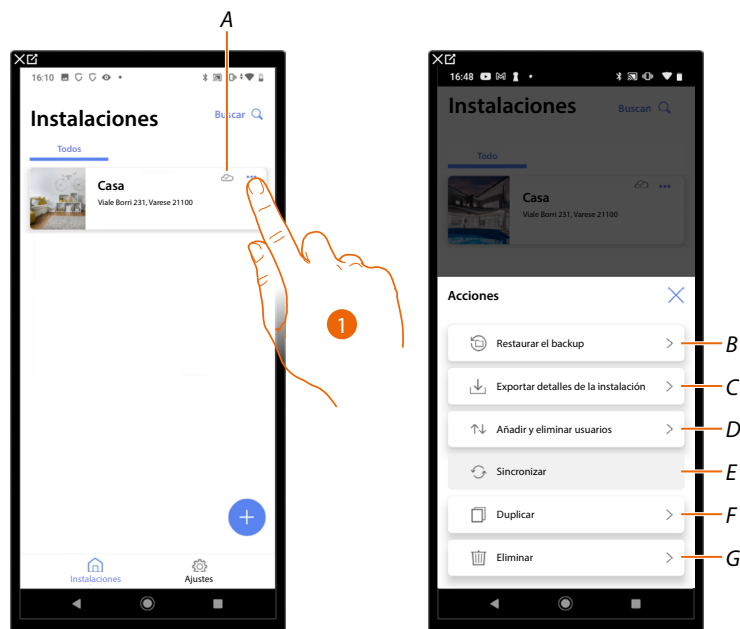 A
16:10
Instalaciones
Buscar
Todos
Casa
Viale Borri 231, Varese 21100
1
Instalaciones
Ajustes
16:48
Instalaciones
Buscarı
Todo
Casa
Viale Borri 231, Varese 21100
Acciones
Restaurar el backup
B
Exportar detalles de la instalación
C
Añadir y eliminar usuarios
D
Sincronizar
E
Duplicar
F
Eliminar
G